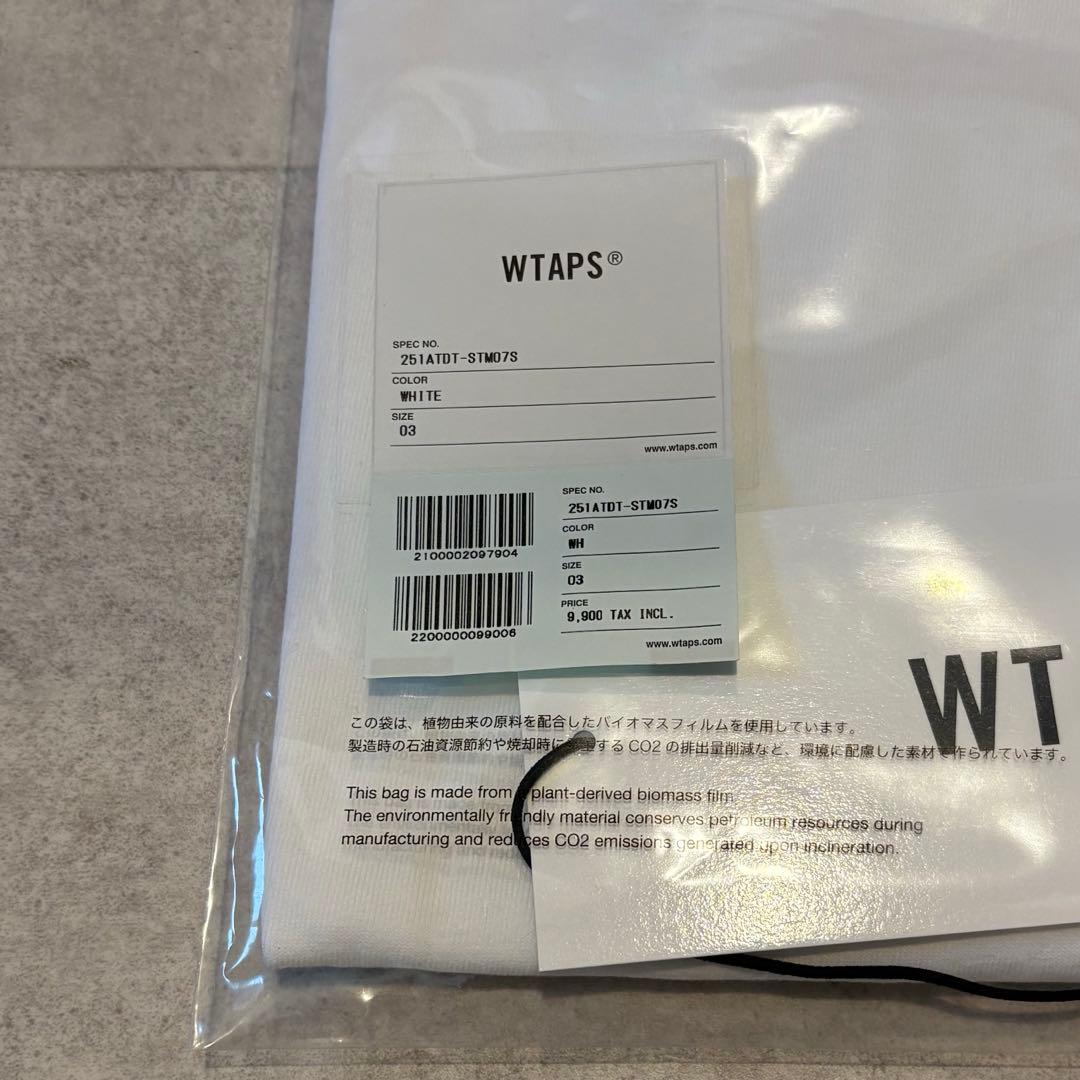 WTAPS®
SPEC NO.
251ATDT-STM07S
COLOR
WHITE
SIZE
03
www.wtaps.com
2100002097904
2200000099006
SPEC NO.
251ATDT-STM07S
COLOR
WH
SIZE
03
PRICE
9,900 TAX INCL.
www.wtaps.com
WT
この袋は、植物由来の原料を配合したバイオマスフィルムを使用しています。
製造時の石油資源節約や焼却時に するCO2の排出量削減など、環境に配慮した素材で作られています。
This bag is made from plant-derived biomass film.
The environmentally friendly material conserves petroleum resources during
manufacturing and reduces CO2 emissions generated upon incineration.